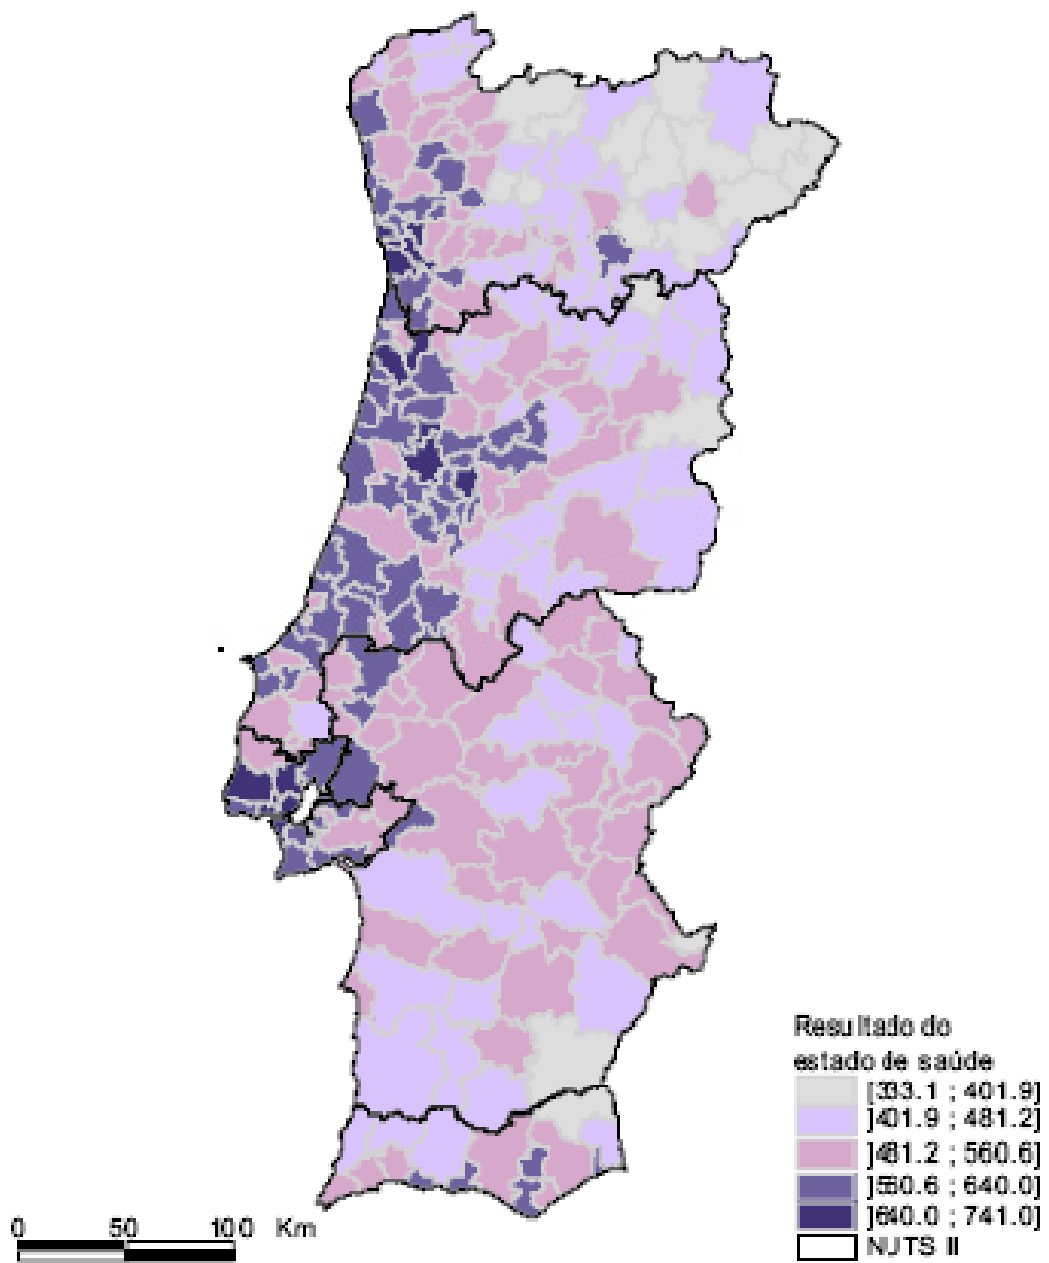 Resultado do
estado de saúde
[333.1 ; 401.9]
]401.9 ; 481.2]
]481.2 ; 560.6]
]560.6 ; 640.0]
]640.0 ; 741.0]
NUTS II
0 50 100 Km